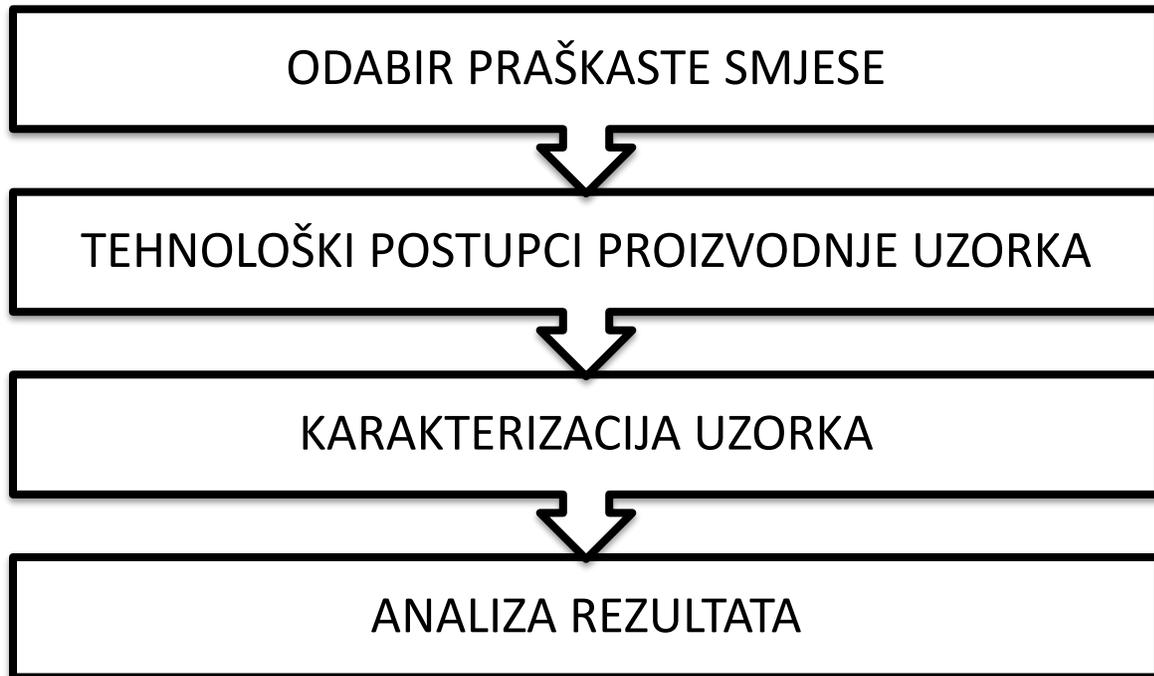 ODABIR PRAŠKASTE SMJESE
TEHNOLOŠKI POSTUPCI PROIZVODNJE UZORKA
KARAKTERIZACIJA UZORKA
ANALIZA REZULTATA